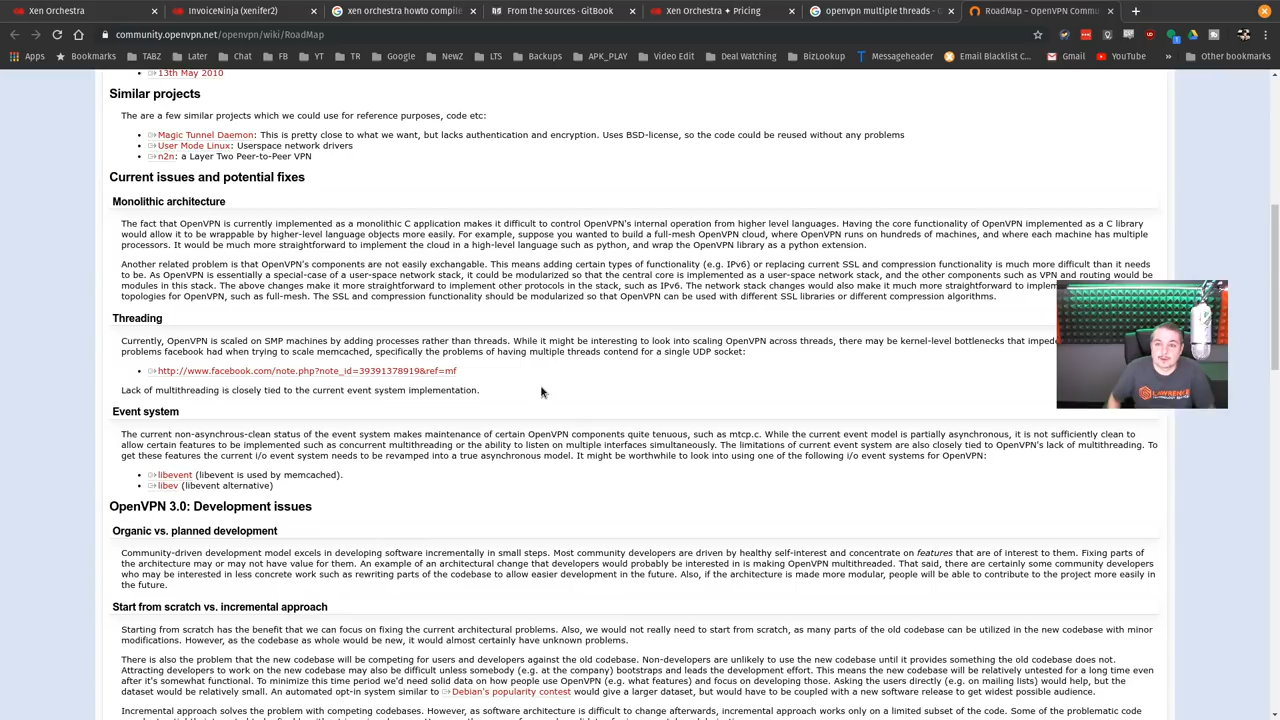 Xen Orchestra
InvoiceNinja (xenifer2)
xen orchestra howto compile
From the sources · GitBook
Xen Orchestra • Pricing
openvpn multiple threads -
RoadMap – OpenVPN Commu
community.openvpn.net/openvpn/wiki/RoadMap
Apps
Bookmarks
TABZ
Later
Chat
FB
YT
TR
Google
NewZ
LTS
Backups
APK_PLAY
Video Edit
Deal Watching
BizLookup
MessageHeader
Email Blacklist C
Gmail
YouTube
»
Other bookmarks
13th May 2010
Similar projects
The are a few similar projects which we could use for reference purposes, code etc:
Magic Tunnel Daemon: This is pretty close to what we want, but lacks authentication and encryption. Uses BSD-license, so the code could be reused without any problems
User Mode Linux: Userspace network drivers
n2n: a Layer Two Peer-to-Peer VPN
Current issues and potential fixes
Monolithic architecture
The fact that OpenVPN is currently implemented as a monolithic C application makes it difficult to control OpenVPN's internal operation from higher level languages. Having the core functionality of OpenVPN implemented as a C library
would allow it to be wrappable by higher-level language objects more easily. For example, suppose you wanted to build a full-mesh OpenVPN cloud, where OpenVPN runs on hundreds of machines, and where each machine has multiple
processors. It would be much more straightforward to implement the cloud in a high-level language such as python, and wrap the OpenVPN library as a python extension.
Another related problem is that OpenVPN's components are not easily exchangable. This means adding certain types of functionality (e.g. IPv6) or replacing current SSL and compression functionality is much more difficult than it needs
to be. As OpenVPN is essentially a special-case of a user-space network stack, it could be modularized so that the central core is implemented as a user-space network stack, and the other components such as VPN and routing would be
modules in this stack. The above changes make it more straightforward to implement other protocols in the stack, such as IPv6. The network stack changes would also make it much more straightforward to implem
topologies for OpenVPN, such as full-mesh. The SSL and compression functionality should be modularized so that OpenVPN can be used with different SSL libraries or different compression algorithms.
Threading
Currently, OpenVPN is scaled on SMP machines by adding processes rather than threads. While it might be interesting to look into scaling OpenVPN across threads, there may be kernel-level bottlenecks that imped
problems facebook had when trying to scale memcached, specifically the problems of having multiple threads contend for a single UDP socket:
http://www.facebook.com/note.php?note_id=39391378919&ref=mf
Lack of multithreading is closely tied to the current event system implementation.
LAWRENCE
Event system
The current non-asynchrous-clean status of the event system makes maintenance of certain OpenVPN components quite tenuous, such as mtcp.c. While the current event model is partially asynchronous, it is not sufficiently clean to
allow certain features to be implemented such as concurrent multithreading or the ability to listen on multiple interfaces simultaneously. The limitations of current event system are also closely tied to OpenVPN's lack of multithreading. To
get these features the current i/o event system needs to be revamped into a true asynchronous model. It might be worthwhile to look into using one of the following i/o event systems for OpenVPN:
libevent (libevent is used by memcached).
libev (libevent alternative)
OpenVPN 3.0: Development issues
Organic vs. planned development
Community-driven development model excels in developing software incrementally in small steps. Most community developers are driven by healthy self-interest and concentrate on features that are of interest to them. Fixing parts of
the architecture may or may not have value for them. An example of an architectural change that developers would probably be interested in is making OpenVPN multithreaded. That said, there are certainly some community developers
who may be interested in less concrete work such as rewriting parts of the codebase to allow easier development in the future. Also, if the architecture is made more modular, people will be able to contribute to the project more easily in
the future.
Start from scratch vs. incremental approach
Starting from scratch has the benefit that we can focus on fixing the current architectural problems. Also, we would not really need to start from scratch, as many parts of the old codebase can be utilized in the new codebase with minor
modifications. However, as the codebase as whole would be new, it would almost certainly have unknown problems.
There is also the problem that the new codebase will be competing for users and developers against the old codebase. Non-developers are unlikely to use the new codebase until it provides something the old codebase does not.
Attracting developers to work on the new codebase may also be difficult unless somebody (e.g. at the company) bootstraps and leads the development effort. This means the new codebase will be relatively untested for a long time even
after it's somewhat functional. To minimize this time period we'd need solid data on how people use OpenVPN (e.g. what features) and focus on developing those. Asking the users directly (e.g. on mailing lists) would help, but the
dataset would be relatively small. An automated opt-in system similar to Debian's popularity contest would give a larger dataset, but would have to be coupled with a new software release to get widest possible audience.
Incremental approach solves the problem with competing codebases. However, as software architecture is difficult to change afterwards, incremental approach works only on a limited subset of the code. Some of the problematic code